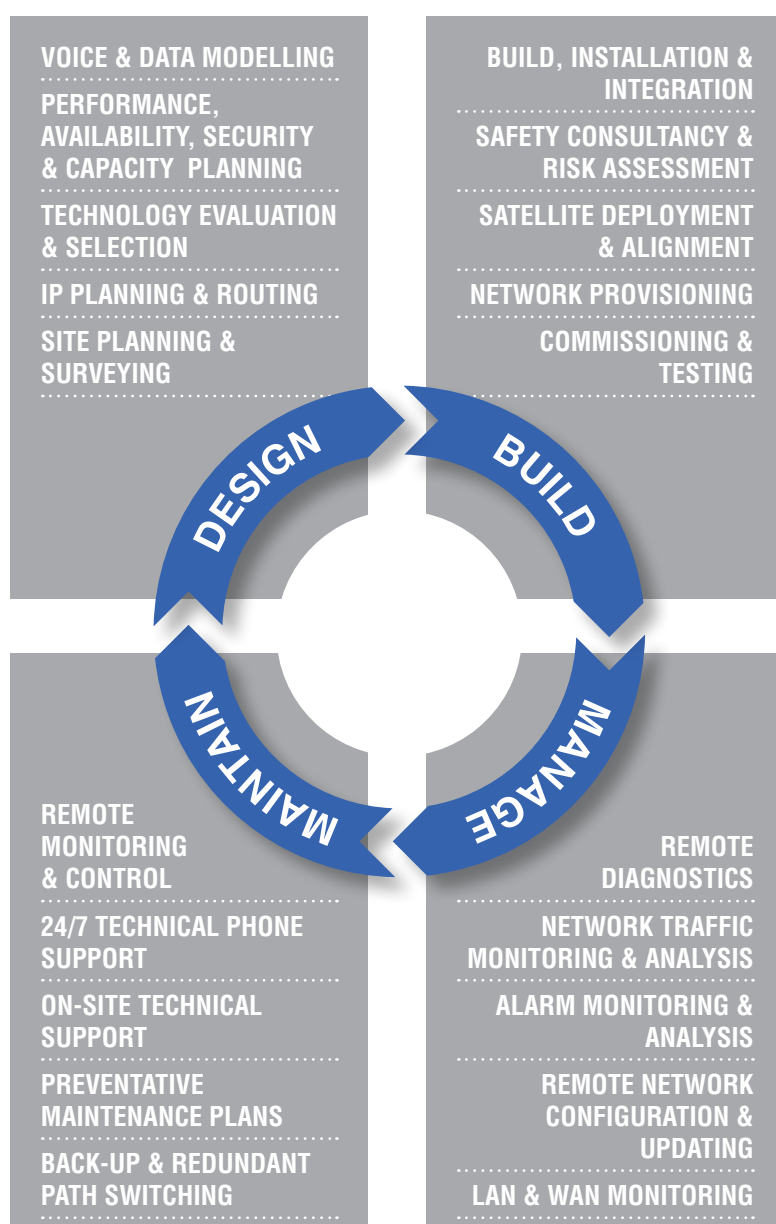 VOICE & DATA MODELLING
PERFORMANCE,
AVAILABILITY, SECURITY
& CAPACITY PLANNING
TECHNOLOGY EVALUATION
& SELECTION
IP PLANNING & ROUTING
SITE PLANNING &
SURVEYING
BUILD, INSTALLATION &
INTEGRATION
SAFETY CONSULTANCY &
RISK ASSESSMENT
SATELLITE DEPLOYMENT
& ALIGNMENT
NETWORK PROVISIONING
COMMISSIONING &
TESTING
DESIGN
BUILD
MANAGE
MAINTAIN
REMOTE
MONITORING
& CONTROL
24/7 TECHNICAL PHONE
SUPPORT
ON-SITE TECHNICAL
SUPPORT
PREVENTATIVE
MAINTENANCE PLANS
BACK-UP & REDUNDANT
PATH SWITCHING
REMOTE
DIAGNOSTICS
NETWORK TRAFFIC
MONITORING & ANALYSIS
ALARM MONITORING &
ANALYSIS
REMOTE NETWORK
CONFIGURATION &
UPDATING
LAN & WAN MONITORING